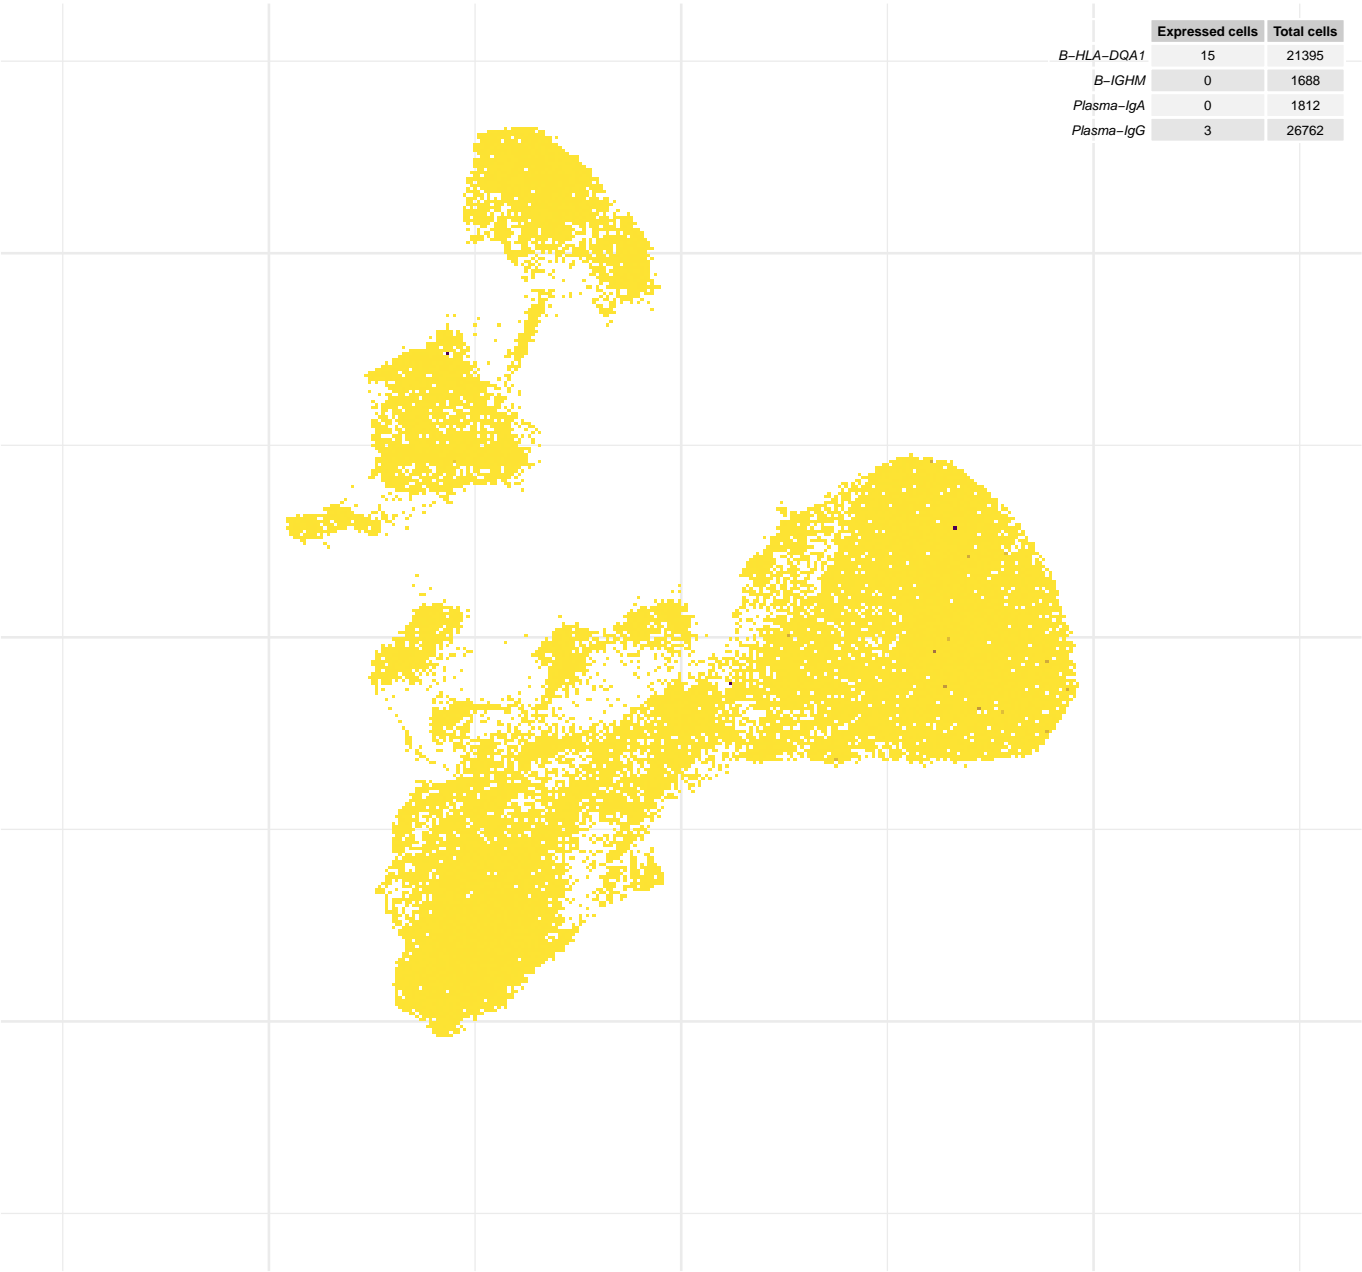 Expressed cells Total cells
B−HLA−DQA1 15 21395
B−IGHM 0 1688
Plasma−IgA 0 1812
Plasma−IgG 3 26762